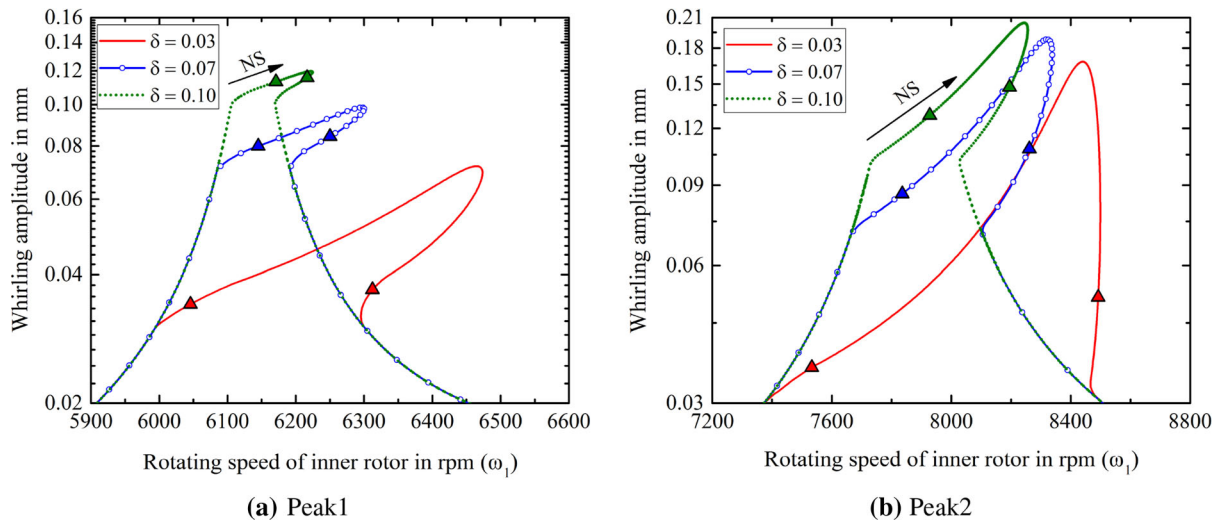 0.16
0.14
0.12
0.10
0.08
0.06
0.04
0.02
δ = 0.03
δ = 0.07
δ = 0.10
NS
Whirling amplitude in mm
5900 6000 6100 6200 6300 6400 6500 6600
Rotating speed of inner rotor in rpm (ω1)
(a) Peak1
0.21
0.18
0.15
0.12
0.09
0.06
0.03
δ = 0.03
δ = 0.07
δ = 0.10
NS
Whirling amplitude in mm
7200 7600 8000 8400 8800
Rotating speed of inner rotor in rpm (ω1)
(b) Peak2